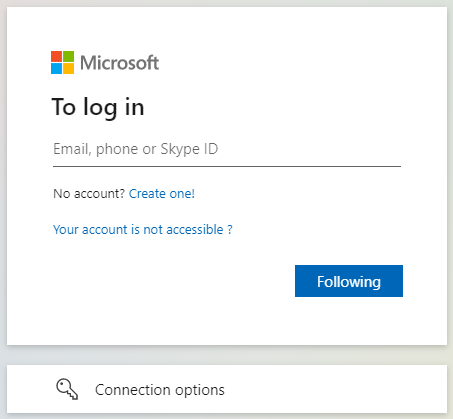 Microsoft
To log in
Email, phone or Skype ID
No account? Create one!
Your account is not accessible ?
Following
Connection options